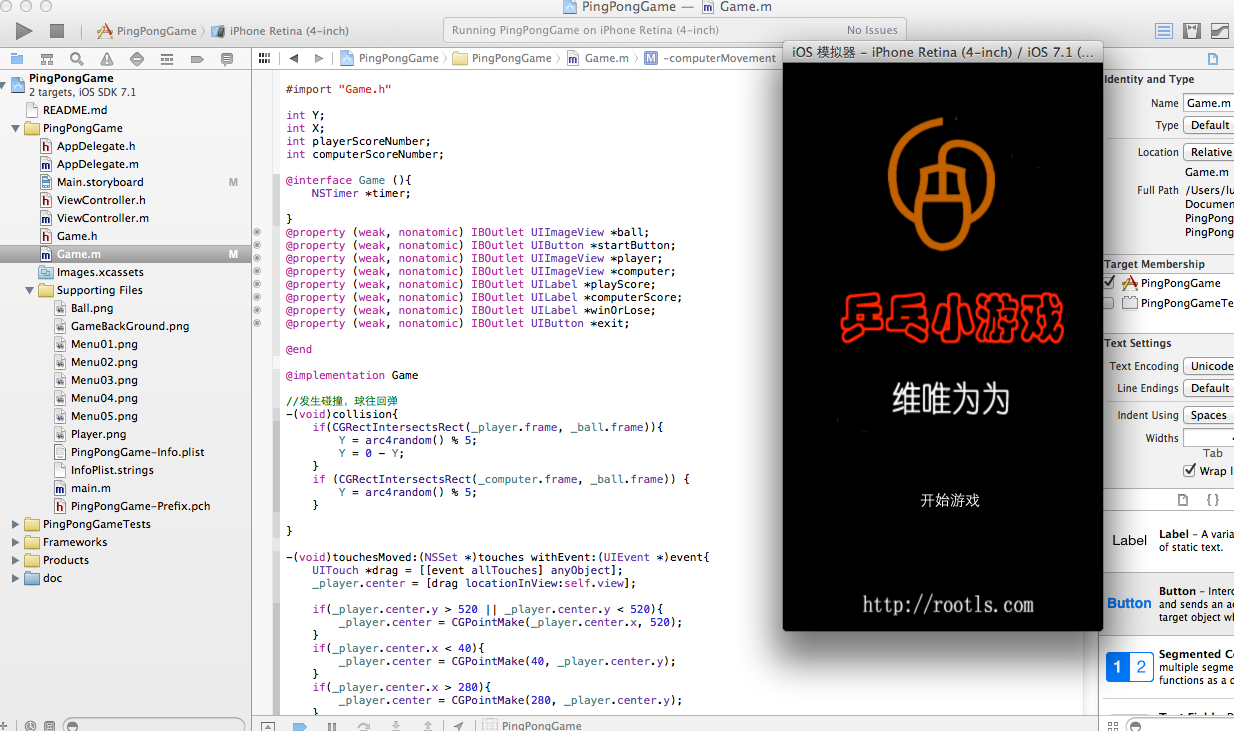 PingPongGame — Game.m
PingPongGame 〉 iPhone Retina (4-inch)
Running PingPongGame on iPhone Retina (4-inch)
No Issues
PingPongGame
2 targets, iOS SDK 7.1
README.md
PingPongGame
AppDelegate.h
AppDelegate.m
Main.storyboard M
ViewController.h
ViewController.m
Game.h
Game.m M
Images.xcassets
Supporting Files
Ball.png
GameBackGround.png
Menu01.png
Menu02.png
Menu03.png
Menu04.png
Menu05.png
Player.png
PingPongGame-Info.plist
InfoPlist.strings
main.m
PingPongGame-Prefix.pch
PingPongGameTests
Frameworks
Products
doc
PingPongGame 〉 PingPongGame 〉 Game.m 〉 M -computerMovement
#import "Game.h"
int Y;
int X;
int playerScoreNumber;
int computerScoreNumber;
@interface Game (){
NSTimer *timer;
}
@property (weak, nonatomic) IBOutlet UIImageView *ball;
@property (weak, nonatomic) IBOutlet UIButton *startButton;
@property (weak, nonatomic) IBOutlet UIImageView *player;
@property (weak, nonatomic) IBOutlet UIImageView *computer;
@property (weak, nonatomic) IBOutlet UILabel *playScore;
@property (weak, nonatomic) IBOutlet UILabel *computerScore;
@property (weak, nonatomic) IBOutlet UILabel *winOrLose;
@property (weak, nonatomic) IBOutlet UIButton *exit;
@end
@implementation Game
//发生碰撞，球往回弹
-(void)collision{
if(CGRectIntersectsRect(_player.frame, _ball.frame)){
Y = arc4random() % 5;
Y = 0 - Y;
}
if (CGRectIntersectsRect(_computer.frame, _ball.frame)) {
Y = arc4random() % 5;
}
}
-(void)touchesMoved:(NSSet *)touches withEvent:(UIEvent *)event{
UITouch *drag = [[event allTouches] anyObject];
_player.center = [drag locationInView:self.view];
if(_player.center.y > 520 || _player.center.y < 520){
_player.center = CGPointMake(_player.center.x, 520);
}
if(_player.center.x < 40){
_player.center = CGPointMake(40, _player.center.y);
}
if(_player.center.x > 280){
_player.center = CGPointMake(280, _player.center.y);
}
PingPongGame
iOS 模拟器 – iPhone Retina (4-inch) / iOS 7.1 (...
乒乓小游戏
维唯为为
开始游戏
http://rootls.com
Identity and Type
Name Game.m
Type Default
Location Relative
Game.m
Full Path /Users/lu
Documen
PingPong
PingPong
Target Membership
PingPongGame
PingPongGameTe
Text Settings
Text Encoding Unicode
Line Endings Default
Indent Using Spaces
Widths
Tab
Wrap l
{ }
Label Label – A varia
of static text.
Button Button – Interc
and sends an a
target object w
1 2 Segmented Co
multiple segme
functions as a d